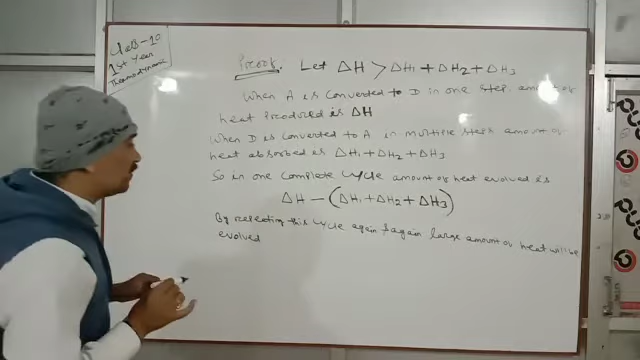 Lec-10
1st Year
Thermodynamic
Proof: Let ΔH > ΔH1 + ΔH2 + ΔH3
When A is converted to D in one step amount of
heat produced is ΔH
When D is converted to A in multiple steps amount of
heat absorbed is ΔH1 + ΔH2 + ΔH3
So in one complete cycle amount of heat evolved is
ΔH - (ΔH1 + ΔH2 + ΔH3)
By repeating this cycle again & again large amount of heat will be
evolved